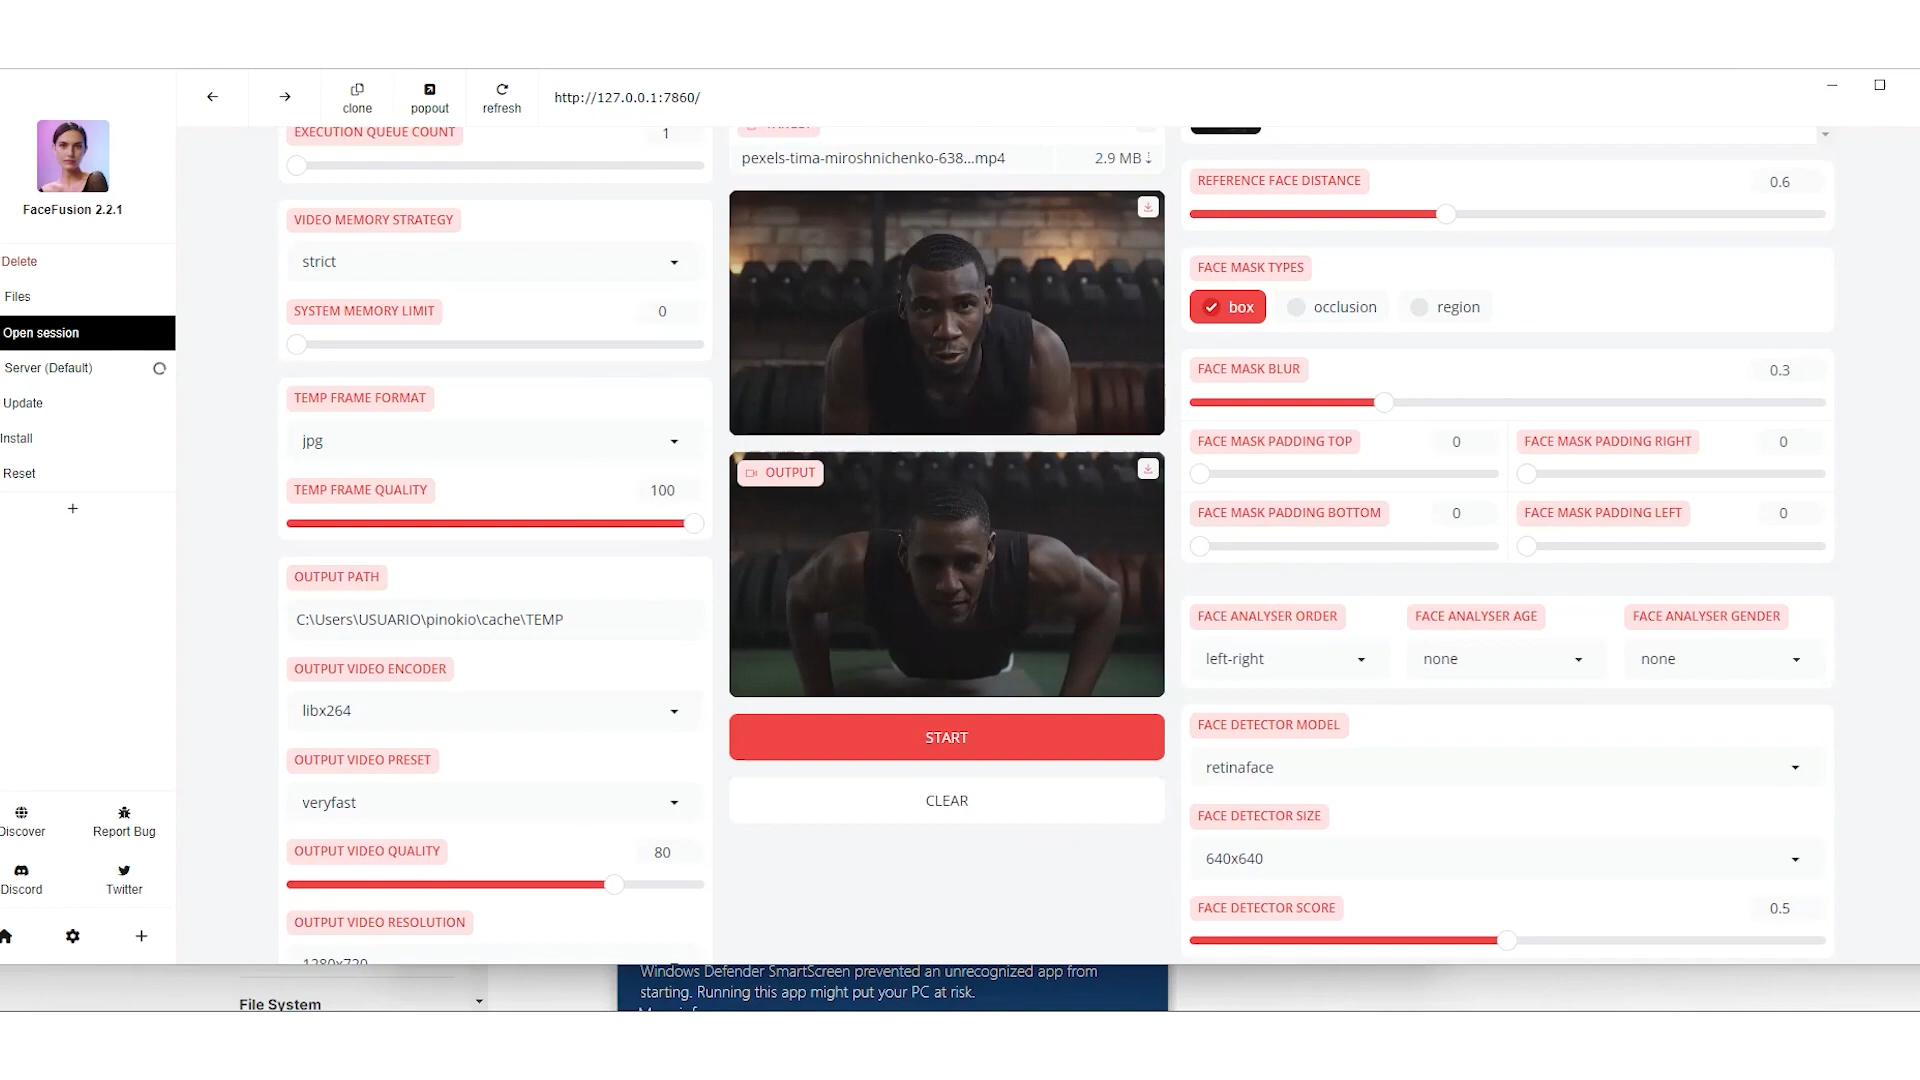 clone
popout
refresh
http://127.0.0.1:7860/
FaceFusion 2.2.1
Delete
Files
Open session
Server (Default)
Update
Install
Reset
+
Discover
Report Bug
Discord
Twitter
EXECUTION QUEUE COUNT
1
VIDEO MEMORY STRATEGY
strict
SYSTEM MEMORY LIMIT
0
TEMP FRAME FORMAT
jpg
TEMP FRAME QUALITY
100
OUTPUT PATH
C:\Users\USUARIO\pinokio\cache\TEMP
OUTPUT VIDEO ENCODER
libx264
OUTPUT VIDEO PRESET
veryfast
OUTPUT VIDEO QUALITY
80
OUTPUT VIDEO RESOLUTION
1280x720
TARGET
pexels-tima-miroshnichenko-638...mp4
2.9 MB↓
OUTPUT
START
CLEAR
REFERENCE FACE DISTANCE
0.6
FACE MASK TYPES
box
occlusion
region
FACE MASK BLUR
0.3
FACE MASK PADDING TOP
0
FACE MASK PADDING RIGHT
0
FACE MASK PADDING BOTTOM
0
FACE MASK PADDING LEFT
0
FACE ANALYSER ORDER
left-right
FACE ANALYSER AGE
none
FACE ANALYSER GENDER
none
FACE DETECTOR MODEL
retinaface
FACE DETECTOR SIZE
640x640
FACE DETECTOR SCORE
0.5
File System
Windows Defender SmartScreen prevented an unrecognized app from
starting. Running this app might put your PC at risk.